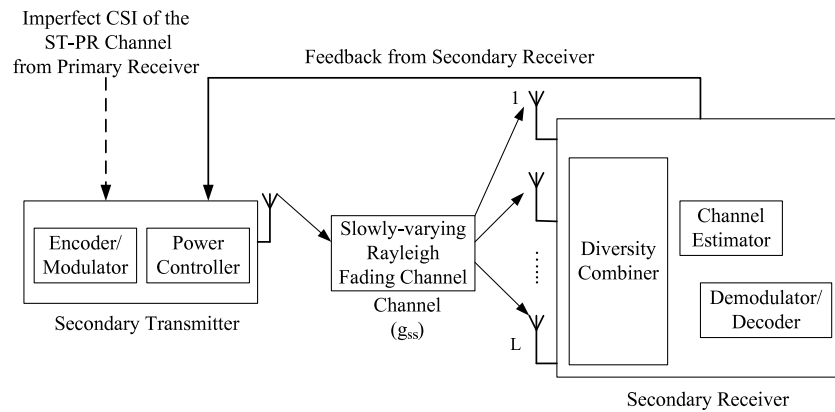 Imperfect CSI of the
ST-PR Channel
from Primary Receiver
Feedback from Secondary Receiver
1
Encoder/
Modulator
Power
Controller
Secondary Transmitter
Slowly-varying
Rayleigh
Fading Channel
Channel
(gss)
L
Diversity
Combiner
Channel
Estimator
Demodulator/
Decoder
Secondary Receiver